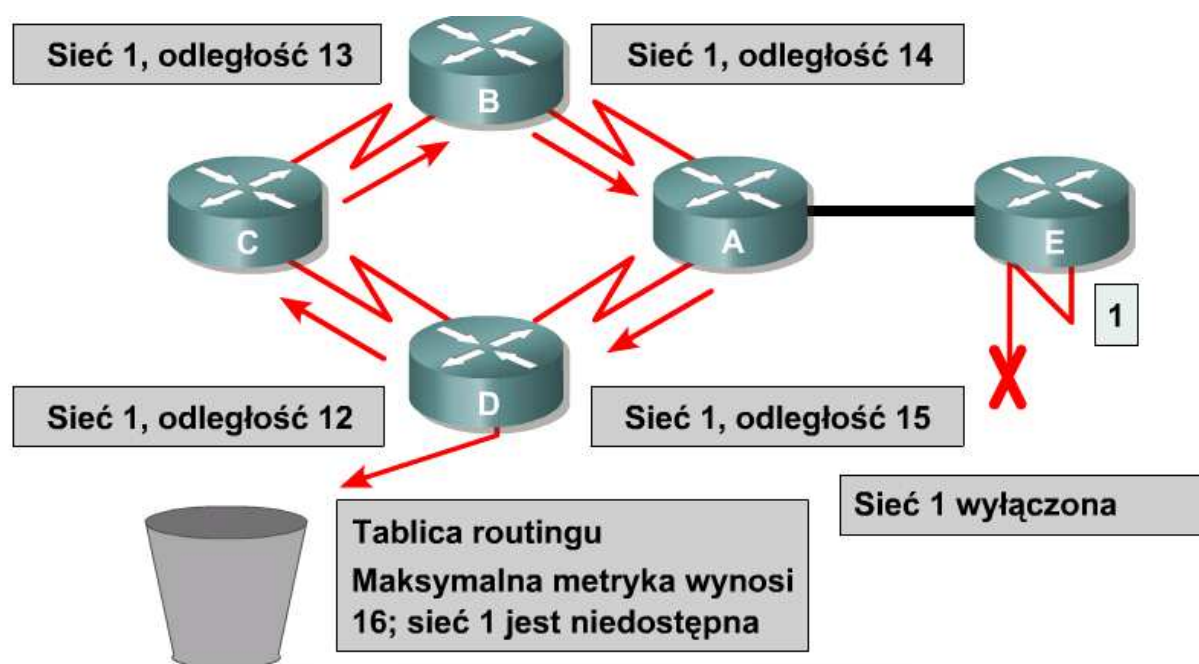 Sieć 1, odległość 13
Sieć 1, odległość 14
B
C
A
E
1
D
Sieć 1, odległość 12
Sieć 1, odległość 15
Sieć 1 wyłączona
Tablica routingu
Maksymalna metryka wynosi
16; sieć 1 jest niedostępna